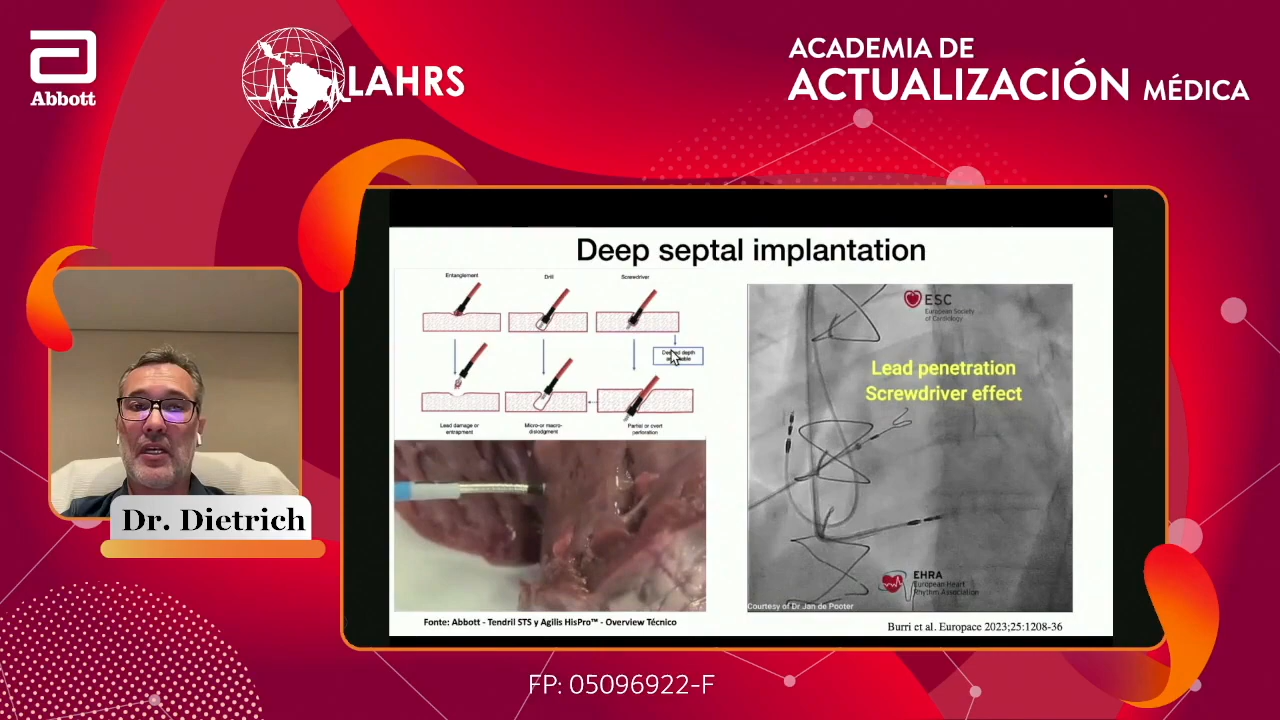 Abbott
LAHRS
ACADEMIA DE
ACTUALIZACIÓN MÉDICA
Deep septal implantation
Entanglement
Drill
Screwdriver
Lead damage or
entrapment
Micro-or macro-
dislodgment
Partial or overt
perforation
Fonte: Abbott - Tendril STS y Agilis HisPro™ - Overview Técnico
ESC
European Society
of Cardiology
Lead penetration
Screwdriver effect
EHRA
European Heart
Rhythm Association
Courtesy of Dr Jan de Pooter
Burri et al. Europace 2023;25:1208-36
Dr. Dietrich
FP: 05096922-F